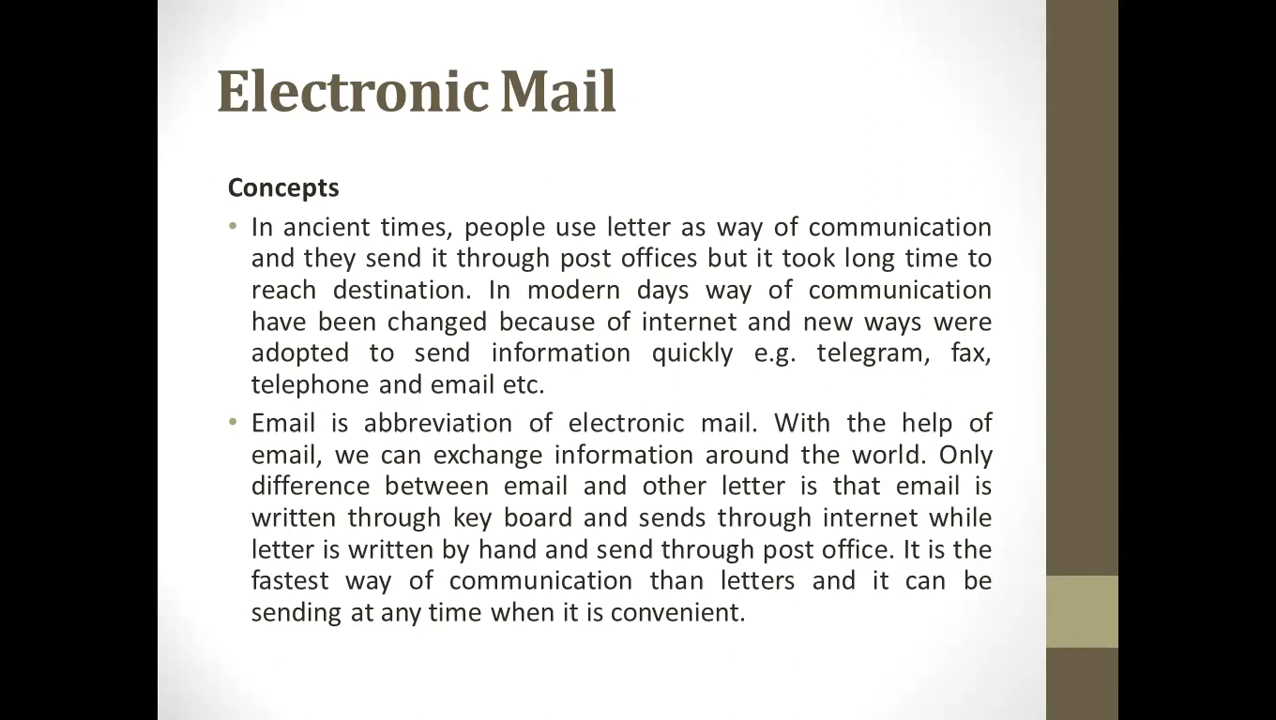 Electronic Mail
Concepts
• In ancient times, people use letter as way of communication
and they send it through post offices but it took long time to
reach destination. In modern days way of communication
have been changed because of internet and new ways were
adopted to send information quickly e.g. telegram, fax,
telephone and email etc.
• Email is abbreviation of electronic mail. With the help of
email, we can exchange information around the world. Only
difference between email and other letter is that email is
written through key board and sends through internet while
letter is written by hand and send through post office. It is the
fastest way of communication than letters and it can be
sending at any time when it is convenient.